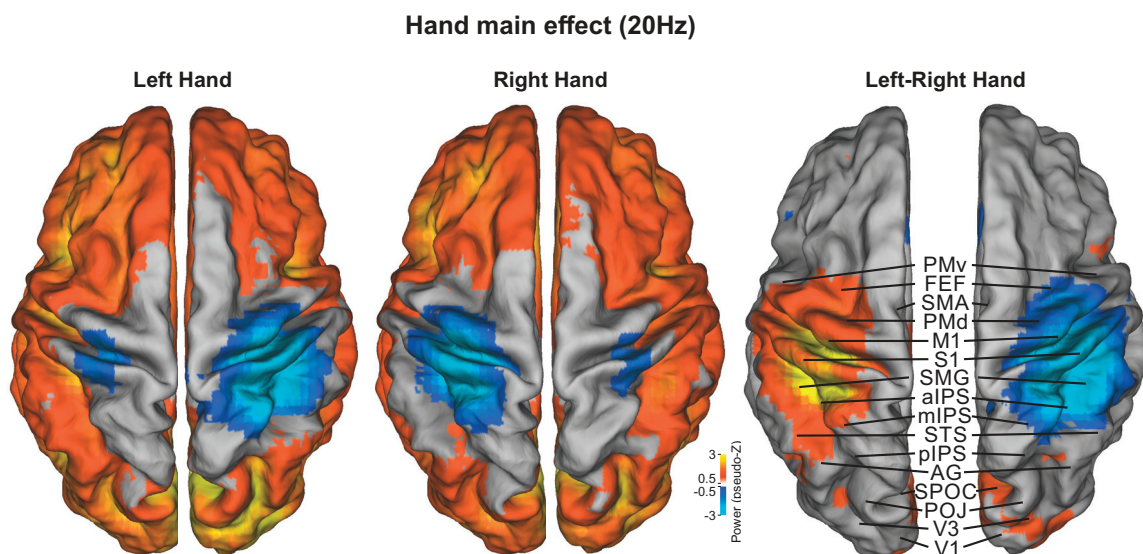 Hand main effect (20Hz)
Left Hand
Right Hand
Left-Right Hand
PMv
FEF
SMA
PMd
M1
S1
SMG
aIPS
mIPS
STS
pIPS
AG
SPOC
POJ
V3
V1
3
0.5
-0.5
-3
Power (pseudo-Z)